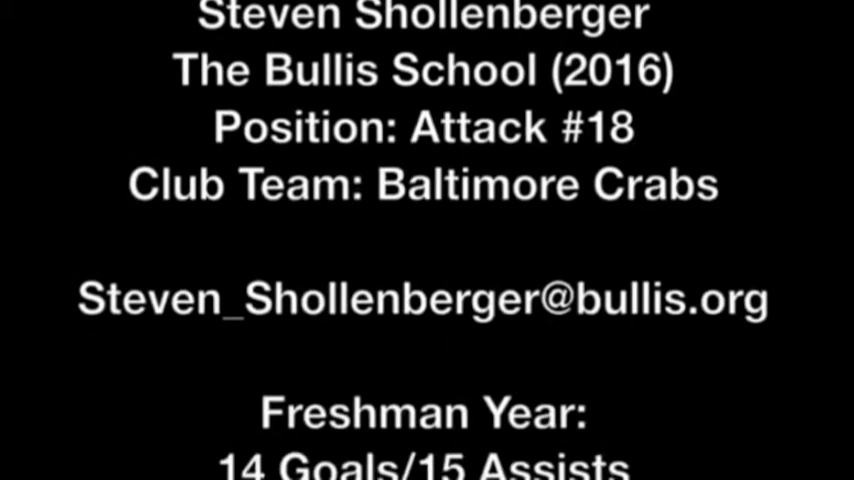 Steven Shollenberger
The Bullis School (2016)
Position: Attack #18
Club Team: Baltimore Crabs
Steven_Shollenberger@bullis.org
Freshman Year:
14 Goals/15 Assists